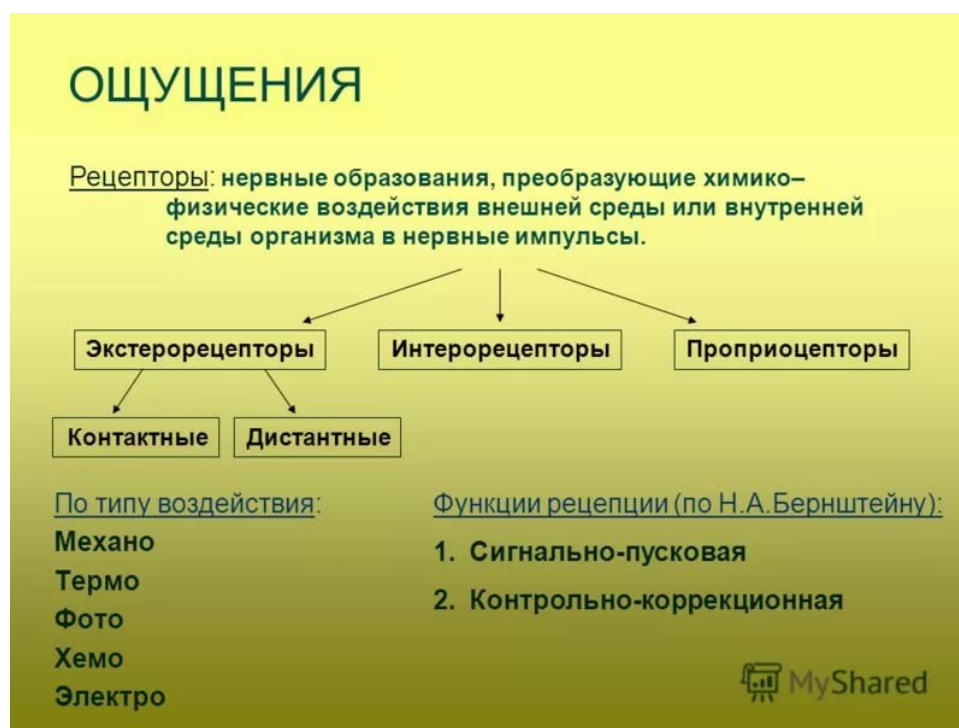 ОЩУЩЕНИЯ
Рецепторы: нервные образования, преобразующие химико–
физические воздействия внешней среды или внутренней
среды организма в нервные импульсы.
Экстерорецепторы
Интерорецепторы
Проприоцепторы
Контактные
Дистантные
По типу воздействия:
Механо
Термо
Фото
Хемо
Электро
Функции рецепции (по Н.А.Бернштейну):
1. Сигнально-пусковая
2. Контрольно-коррекционная
MyShared